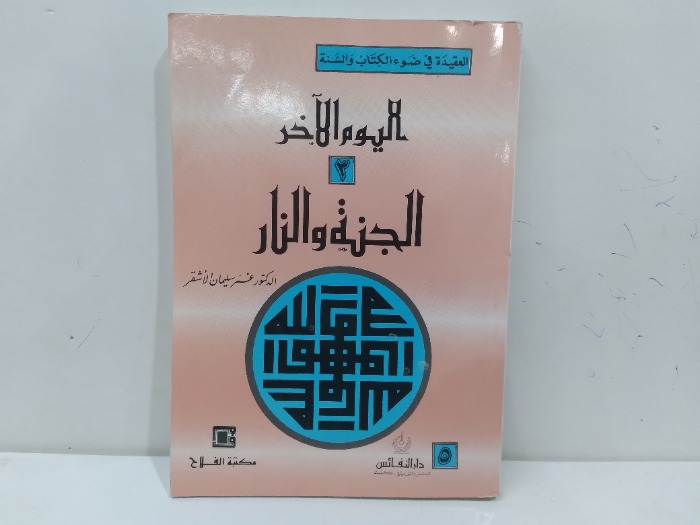 العقيدة في ضوء الكتاب والسنة
اليوم الآخر
٣
الجنة والنار
الدكتور عمر سليمان الأشقر
مكتبة الفلاح
دار النفائس
٥